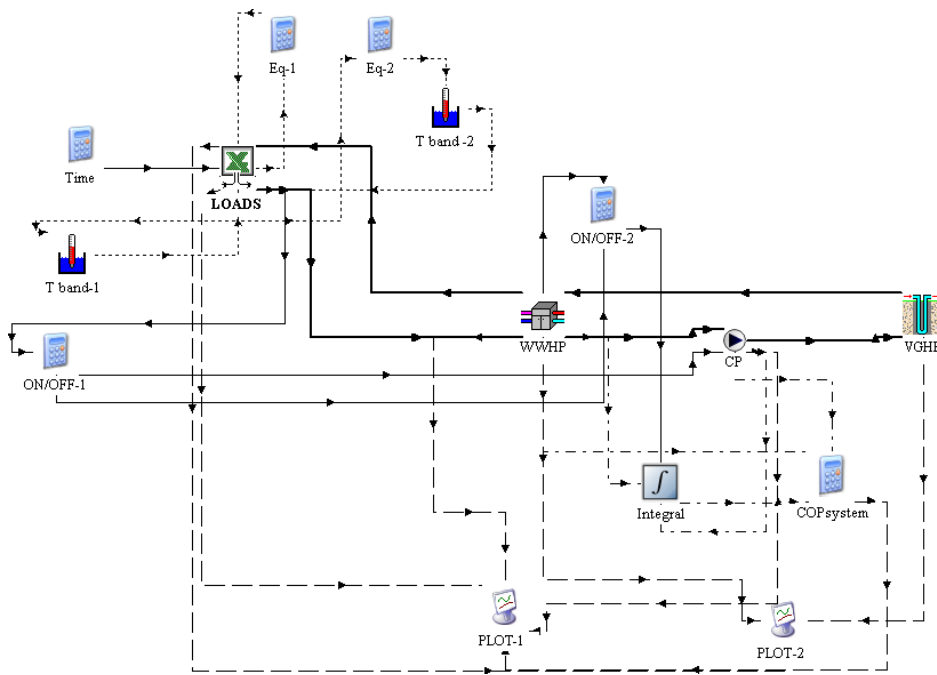 Eq-1
Eq-2
T band -2
Time
LOADS
ON/OFF-2
T band-1
WWHP
CP
VGHE
ON/OFF-1
Integral
COPsystem
PLOT-1
PLOT-2